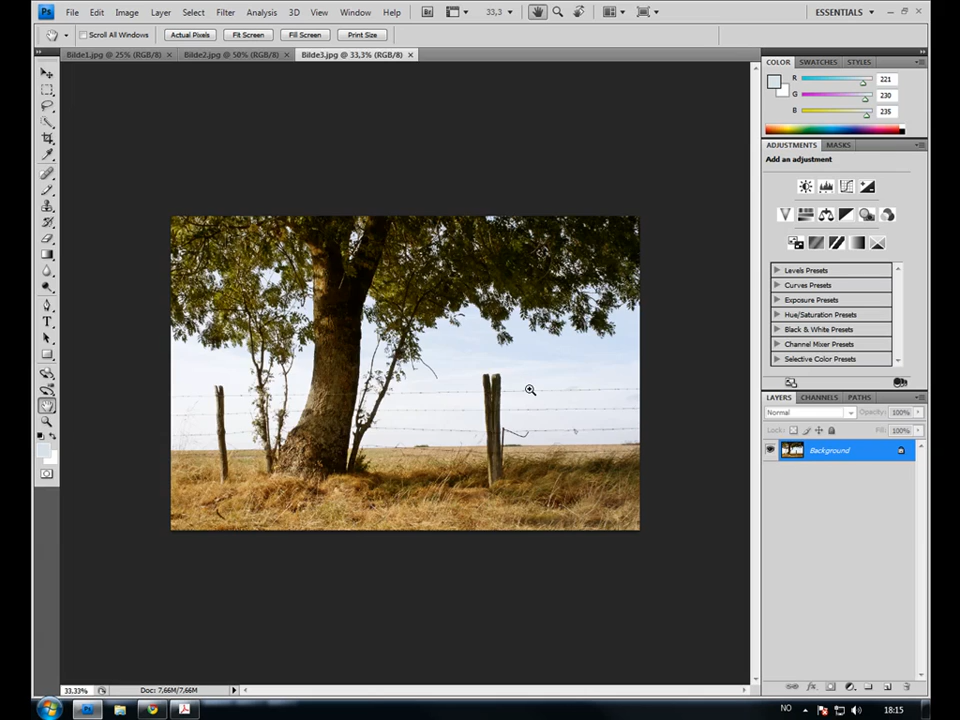 Ps File Edit Image Layer Select Filter Analysis 3D View Window Help Br 33,3 ESSENTIALS
Scroll All Windows Actual Pixels Fit Screen Fill Screen Print Size
Bilde1.jpg @ 25% (RGB/8) Bilde2.jpg @ 50% (RGB/8) Bilde3.jpg @ 33,3% (RGB/8)
COLOR SWATCHES STYLES
R 221
G 230
B 235
ADJUSTMENTS MASKS
Add an adjustment
Levels Presets
Curves Presets
Exposure Presets
Hue/Saturation Presets
Black & White Presets
Channel Mixer Presets
Selective Color Presets
LAYERS CHANNELS PATHS
Normal Opacity: 100%
Lock: Fill: 100%
Background
33.33% Doc: 7,66M/7,66M
Ps NO 18:15